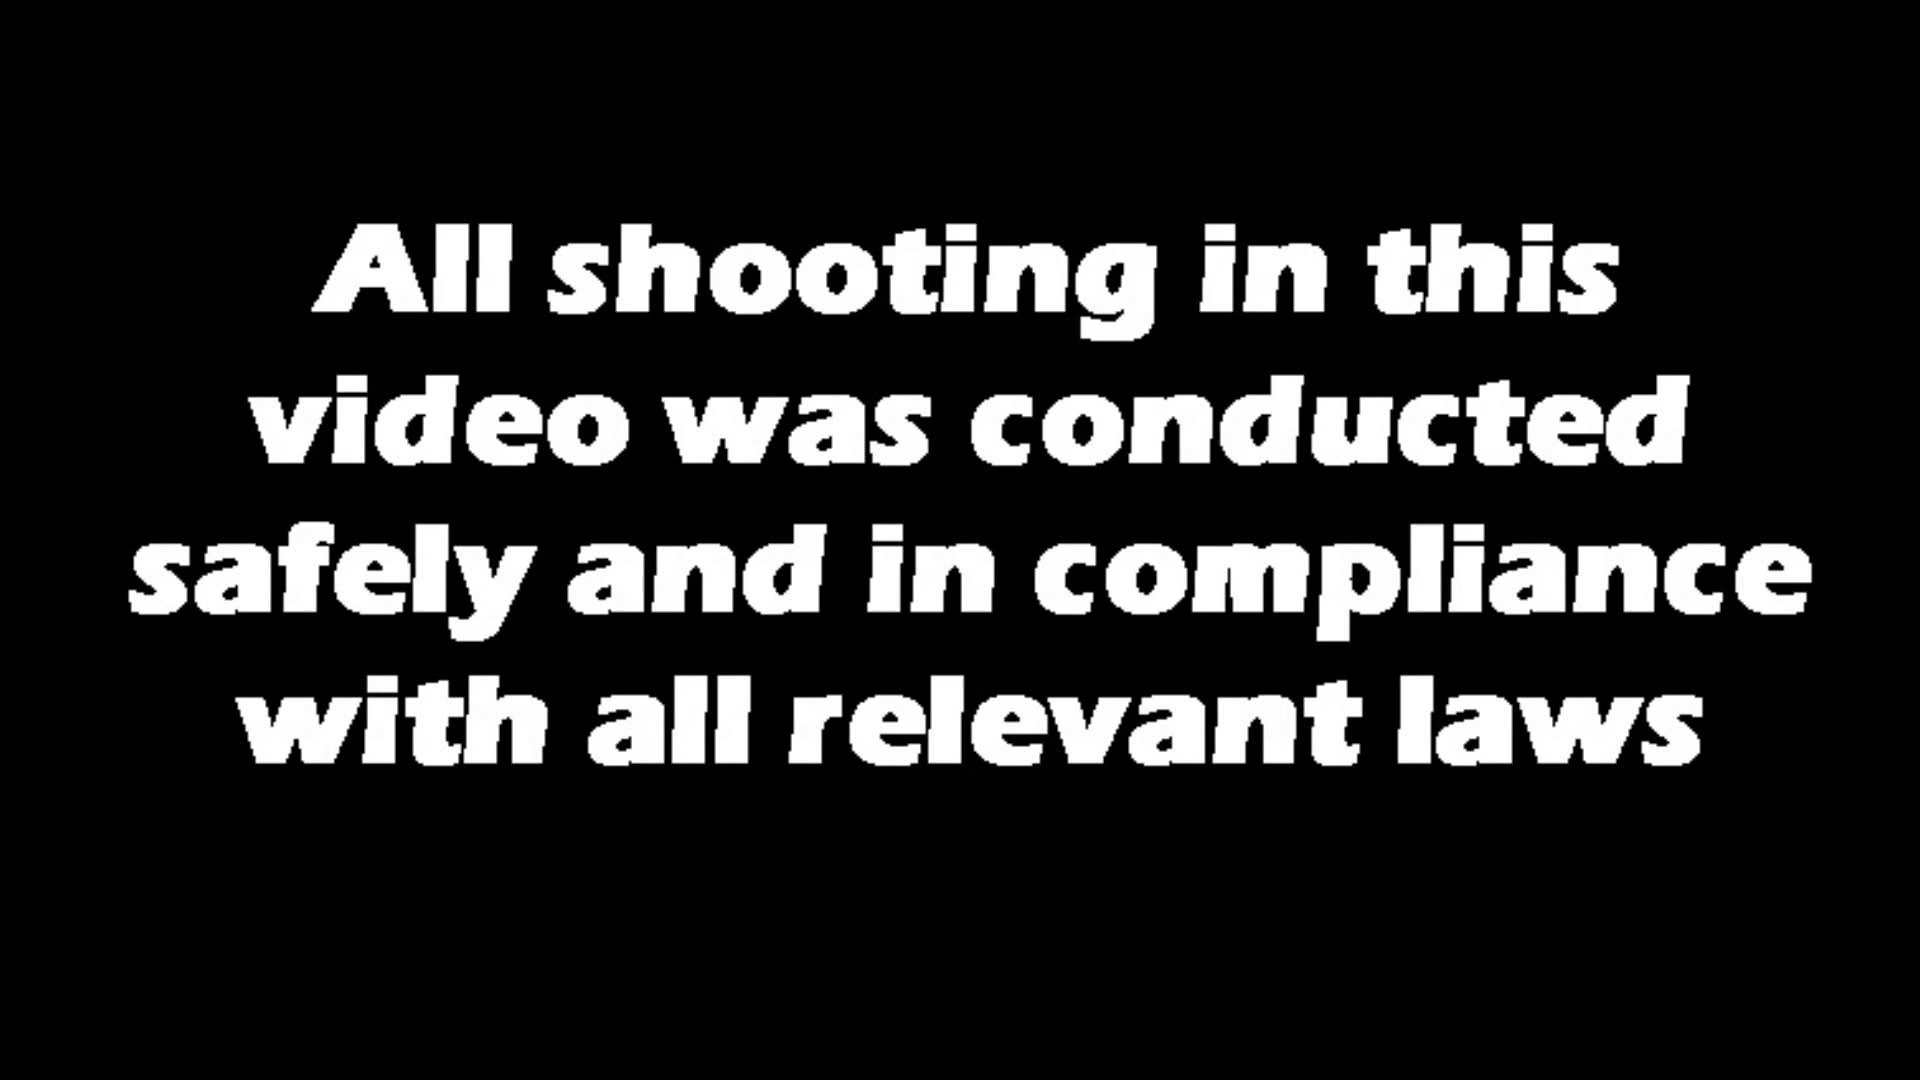 All shooting in this
video was conducted
safely and in compliance
with all relevant laws